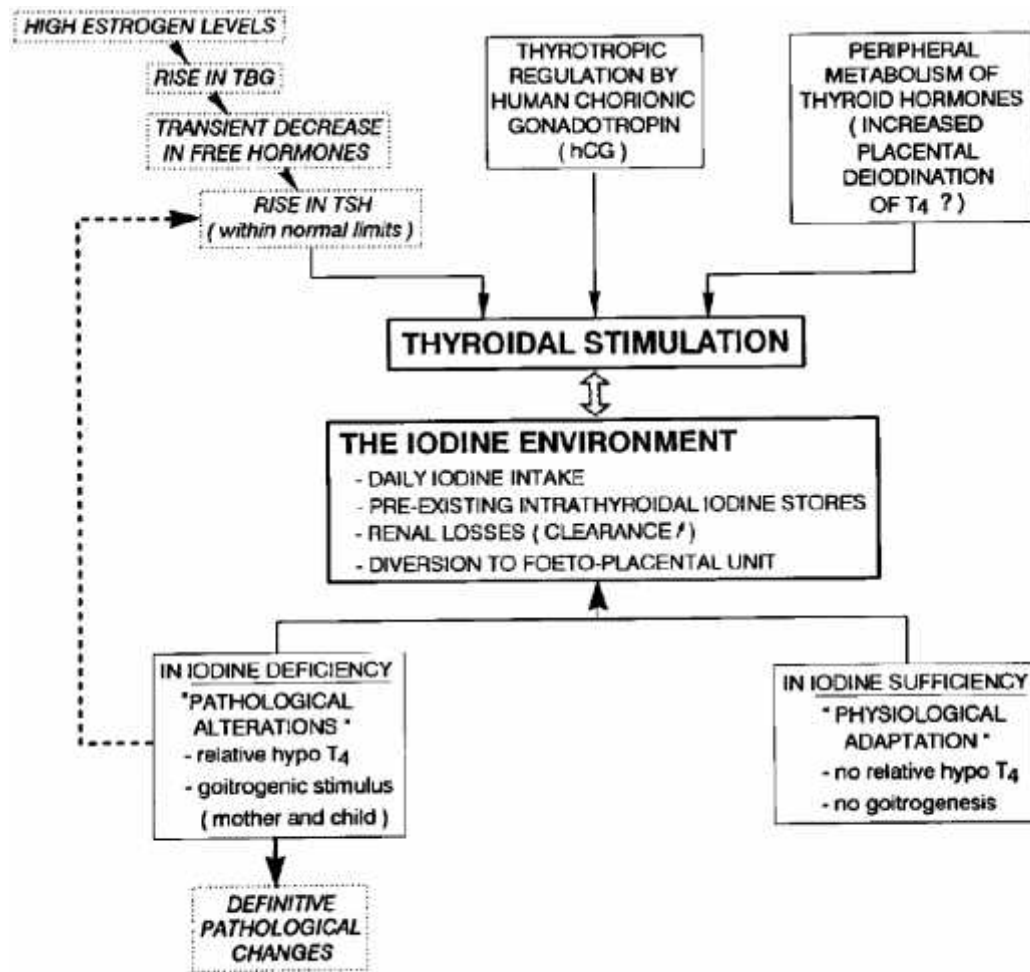 HIGH ESTROGEN LEVELS
RISE IN TBG
TRANSIENT DECREASE
IN FREE HORMONES
RISE IN TSH
( within normal limits )
THYROTROPIC
REGULATION BY
HUMAN CHORIONIC
GONADOTROPIN
( hCG )
PERIPHERAL
METABOLISM OF
THYROID HORMONES
( INCREASED
PLACENTAL
DEIODINATION
OF T4 ? )
THYROIDAL STIMULATION
THE IODINE ENVIRONMENT
- DAILY IODINE INTAKE
- PRE-EXISTING INTRATHYROIDAL IODINE STORES
- RENAL LOSSES ( CLEARANCE )
- DIVERSION TO FOETO-PLACENTAL UNIT
IN IODINE DEFICIENCY
"PATHOLOGICAL
ALTERATIONS "
- relative hypo T4
- goitrogenic stimulus
( mother and child )
DEFINITIVE
PATHOLOGICAL
CHANGES
IN IODINE SUFFICIENCY
" PHYSIOLOGICAL
ADAPTATION "
- no relative hypo T4
- no goitrogenesis